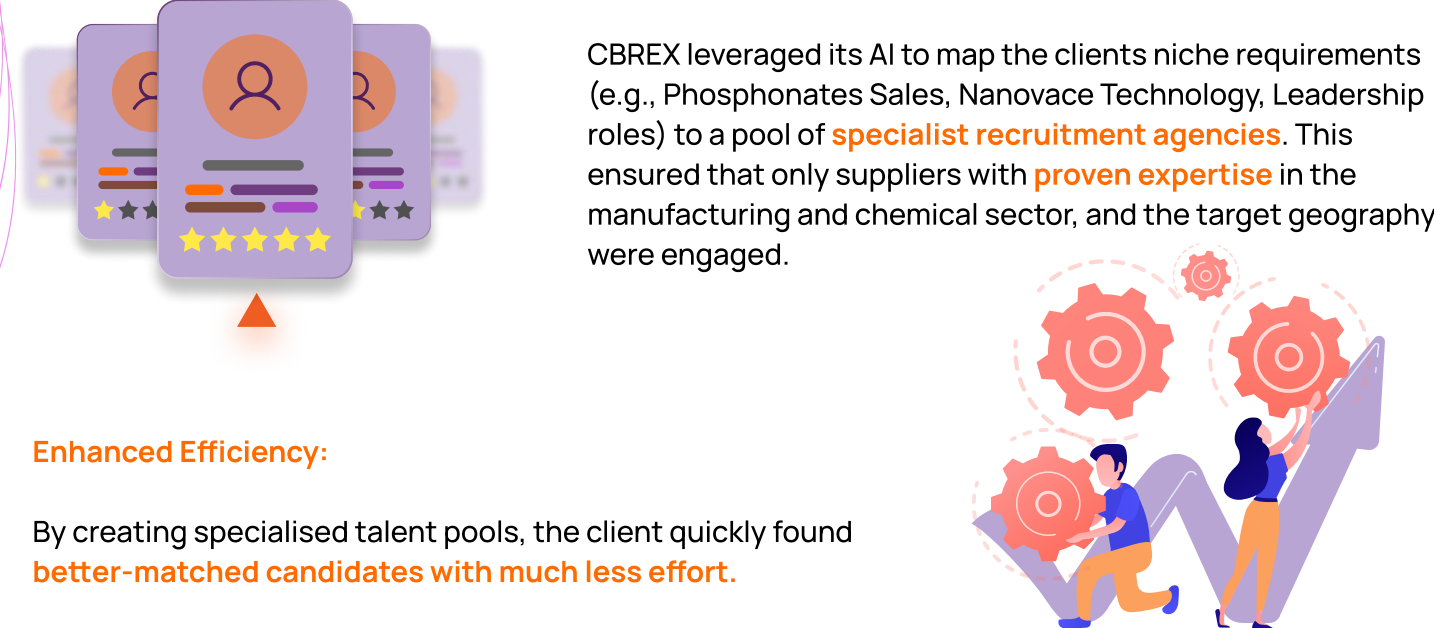 CBREX leveraged its AI to map the clients niche requirements
(e.g., Phosphonates Sales, Nanovace Technology, Leadership
roles) to a pool of specialist recruitment agencies. This
ensured that only suppliers with proven expertise in the
manufacturing and chemical sector, and the target geography
were engaged.
Enhanced Efficiency:
By creating specialised talent pools, the client quickly found
better-matched candidates with much less effort.